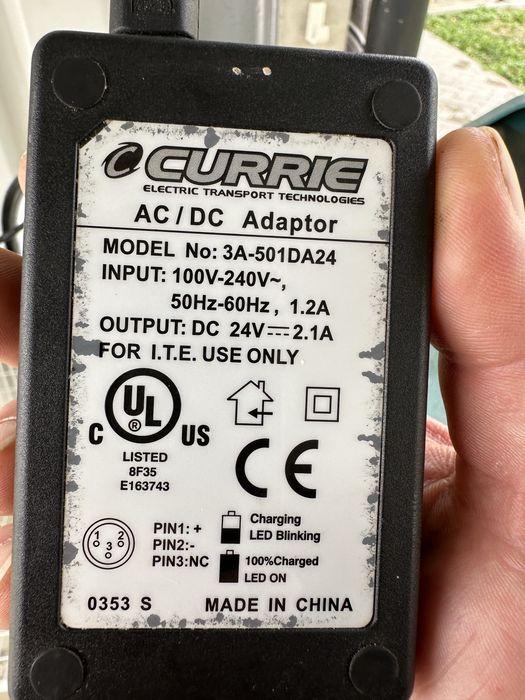 CURRIE
ELECTRIC TRANSPORT TECHNOLOGIES
AC / DC Adaptor
MODEL No: 3A-501DA24
INPUT: 100V-240V~,
50Hz-60Hz , 1.2A
OUTPUT: DC 24V⎓2.1A
FOR I.T.E. USE ONLY
UL
®
C US
LISTED
8F35
E163743
CE
1 2
3
PIN1: +
PIN2:-
PIN3:NC
Charging
LED Blinking
100%Charged
LED ON
0353 S MADE IN CHINA